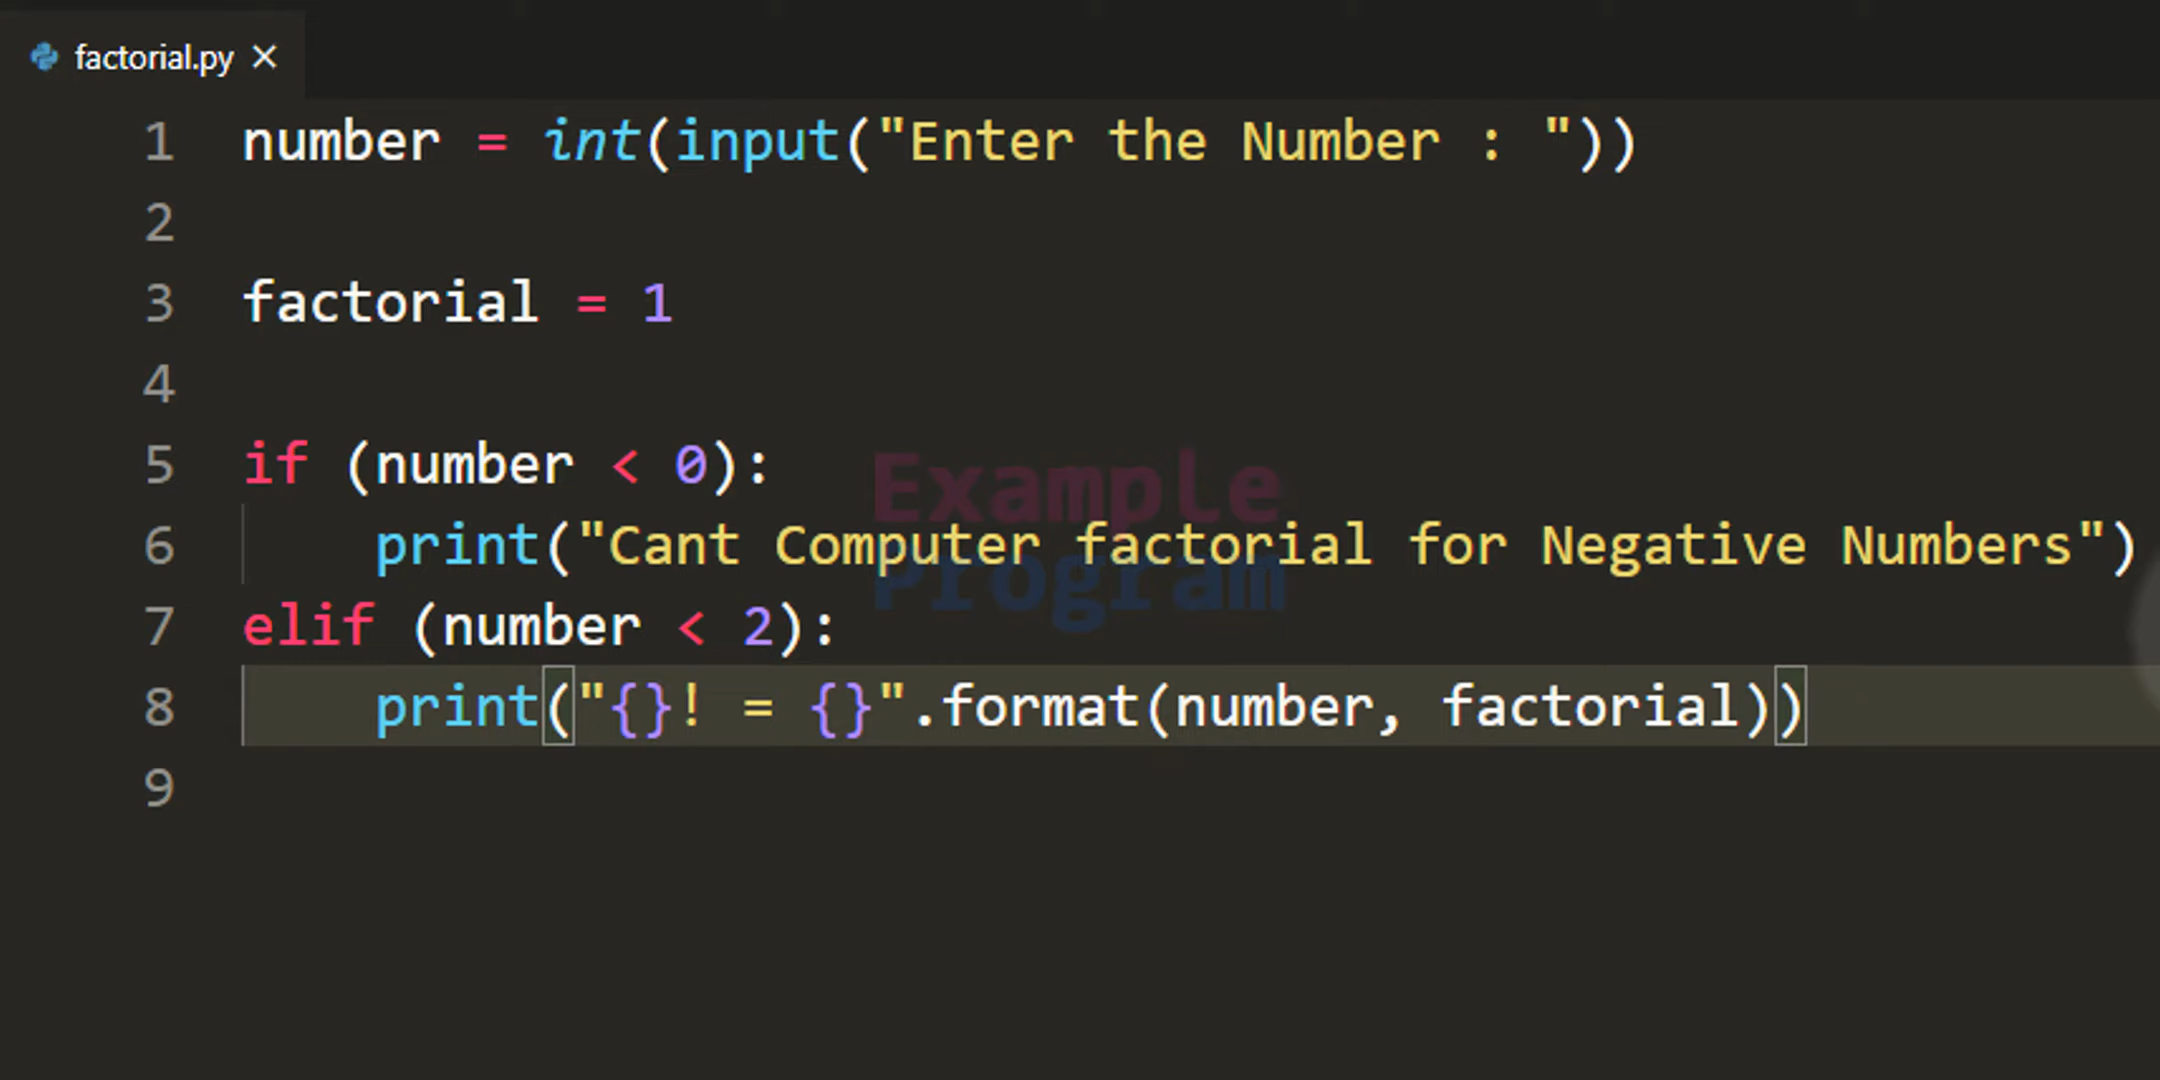 factorial.py ×
1 number = int(input("Enter the Number : "))
2
3 factorial = 1
4
5 if (number < 0):
6     print("Cant Computer factorial for Negative Numbers")
7 elif (number < 2):
8     print("{}! = {}".format(number, factorial))
9
Example
Program